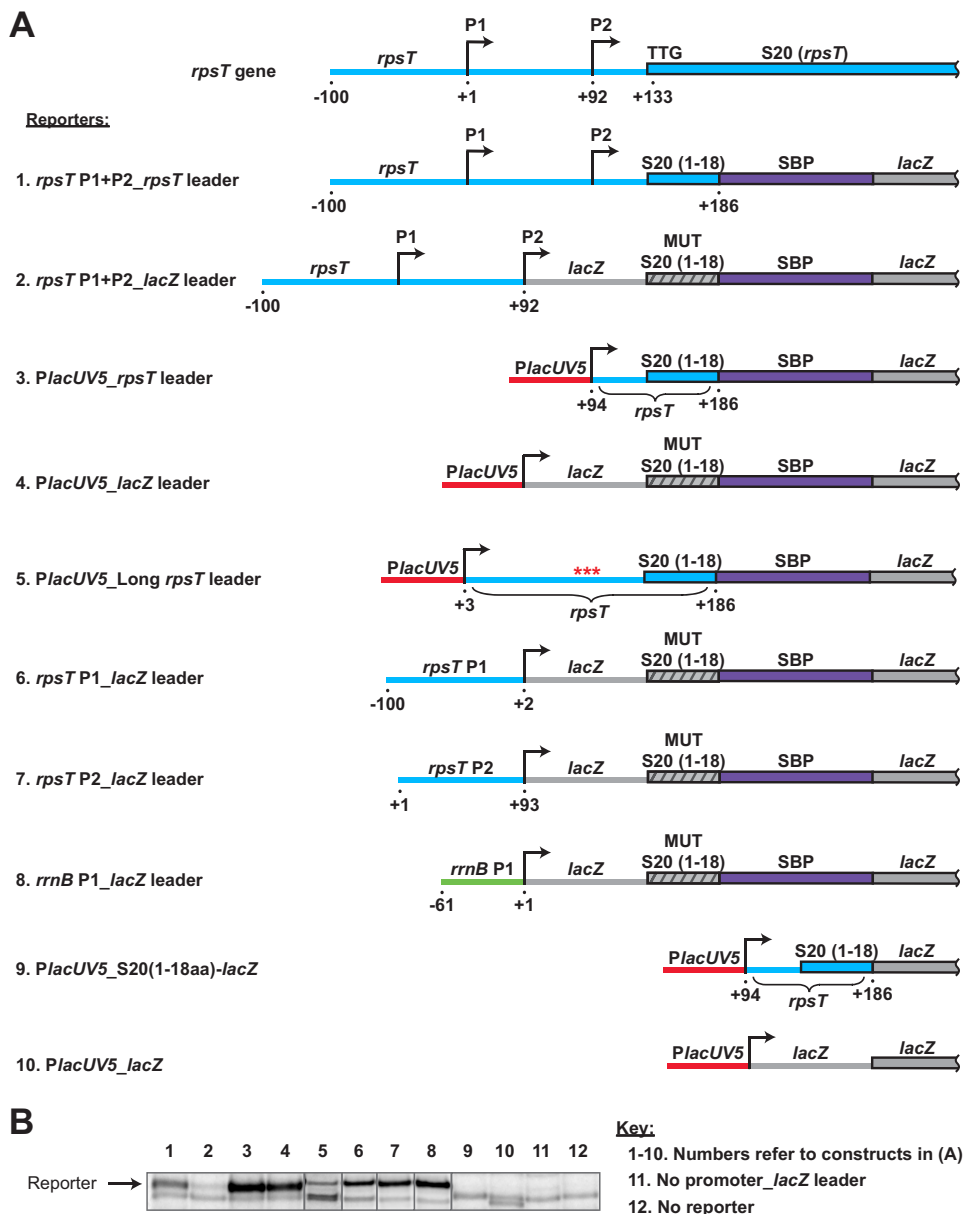 A
P1
P2
TTG
S20 (rpsT)
rpsT gene
rpsT
-100
+1
+92
+133
Reporters:
P1
P2
1. rpsT P1+P2_rpsT leader
rpsT
S20 (1-18)
SBP
lacZ
-100
+186
P1
P2
MUT
2. rpsT P1+P2_lacZ leader
rpsT
lacZ
S20 (1-18)
SBP
lacZ
-100
+92
3. PlacUV5_rpsT leader
PlacUV5
S20 (1-18)
SBP
lacZ
+94
rpsT
+186
MUT
4. PlacUV5_lacZ leader
PlacUV5
lacZ
S20 (1-18)
SBP
lacZ
5. PlacUV5_Long rpsT leader
PlacUV5
***
S20 (1-18)
SBP
lacZ
+3
rpsT
+186
MUT
6. rpsT P1_lacZ leader
rpsT P1
lacZ
S20 (1-18)
SBP
lacZ
-100
+2
MUT
7. rpsT P2_lacZ leader
rpsT P2
lacZ
S20 (1-18)
SBP
lacZ
+1
+93
MUT
8. rrnB P1_lacZ leader
rrnB P1
lacZ
S20 (1-18)
SBP
lacZ
-61
+1
9. PlacUV5_S20(1-18aa)-lacZ
PlacUV5
S20 (1-18)
lacZ
+94
rpsT
+186
10. PlacUV5_lacZ
PlacUV5
lacZ
lacZ
B
1 2 3 4 5 6 7 8 9 10 11 12
Reporter
Key:
1-10. Numbers refer to constructs in (A)
11. No promoter_lacZ leader
12. No reporter